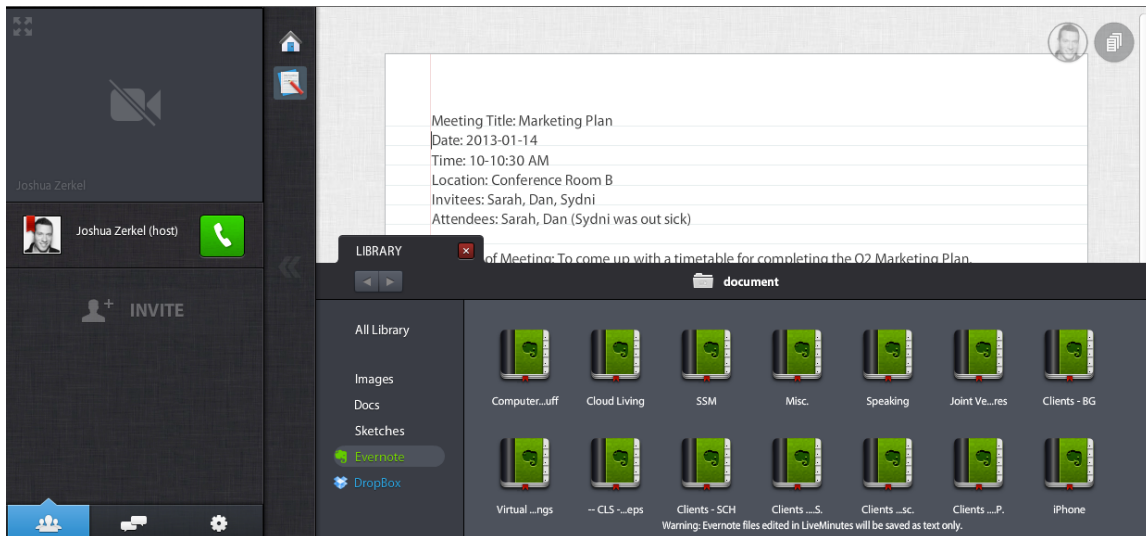 Joshua Zerkel
Joshua Zerkel (host)
INVITE
Meeting Title: Marketing Plan
Date: 2013-01-14
Time: 10-10:30 AM
Location: Conference Room B
Invitees: Sarah, Dan, Sydni
Attendees: Sarah, Dan (Sydni was out sick)
of Meeting: To come up with a timetable for completing the Q2 Marketing Plan.
LIBRARY
document
All Library
Images
Docs
Sketches
Evernote
DropBox
Computer...uff Cloud Living SSM Misc. Speaking Joint Ve...res Clients - BG
Virtual ...ngs -- CLS -...eps Clients - SCH Clients ....S. Clients ...sc. Clients ....P. iPhone
Warning: Evernote files edited in LiveMinutes will be saved as text only.